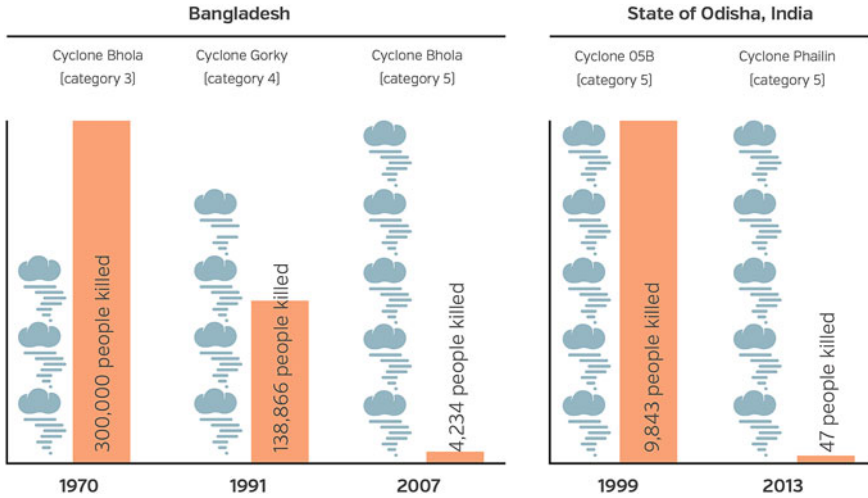 Bangladesh
Cyclone Bhola
(category 3)
Cyclone Gorky
(category 4)
Cyclone Bhola
(category 5)
300,000 people killed
138,866 people killed
4,234 people killed
1970
1991
2007
State of Odisha, India
Cyclone 05B
(category 5)
Cyclone Phailin
(category 5)
9,843 people killed
47 people killed
1999
2013